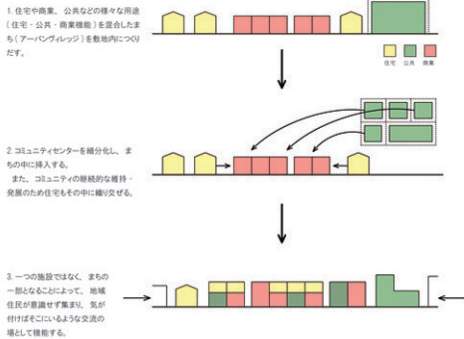 1. 住宅や商業、 公共などの様々な用途
(住宅・公共・商業機能)を混合したま
ち(アーバンヴィレッジ)を敷地内につくり
だす。
住宅 公共 商業
2. コミュニティセンターを細分化し、 ま
ちの中に挿入する。
また、 コミュニティの継続的な維持・
発展のため住宅もその中に織り交ぜる。
3. 一つの施設ではなく、 まちの
一部となることによって、 地域
住民が意識せず集まり、 気が
付けばそこにいるような交流の
場として機能する。